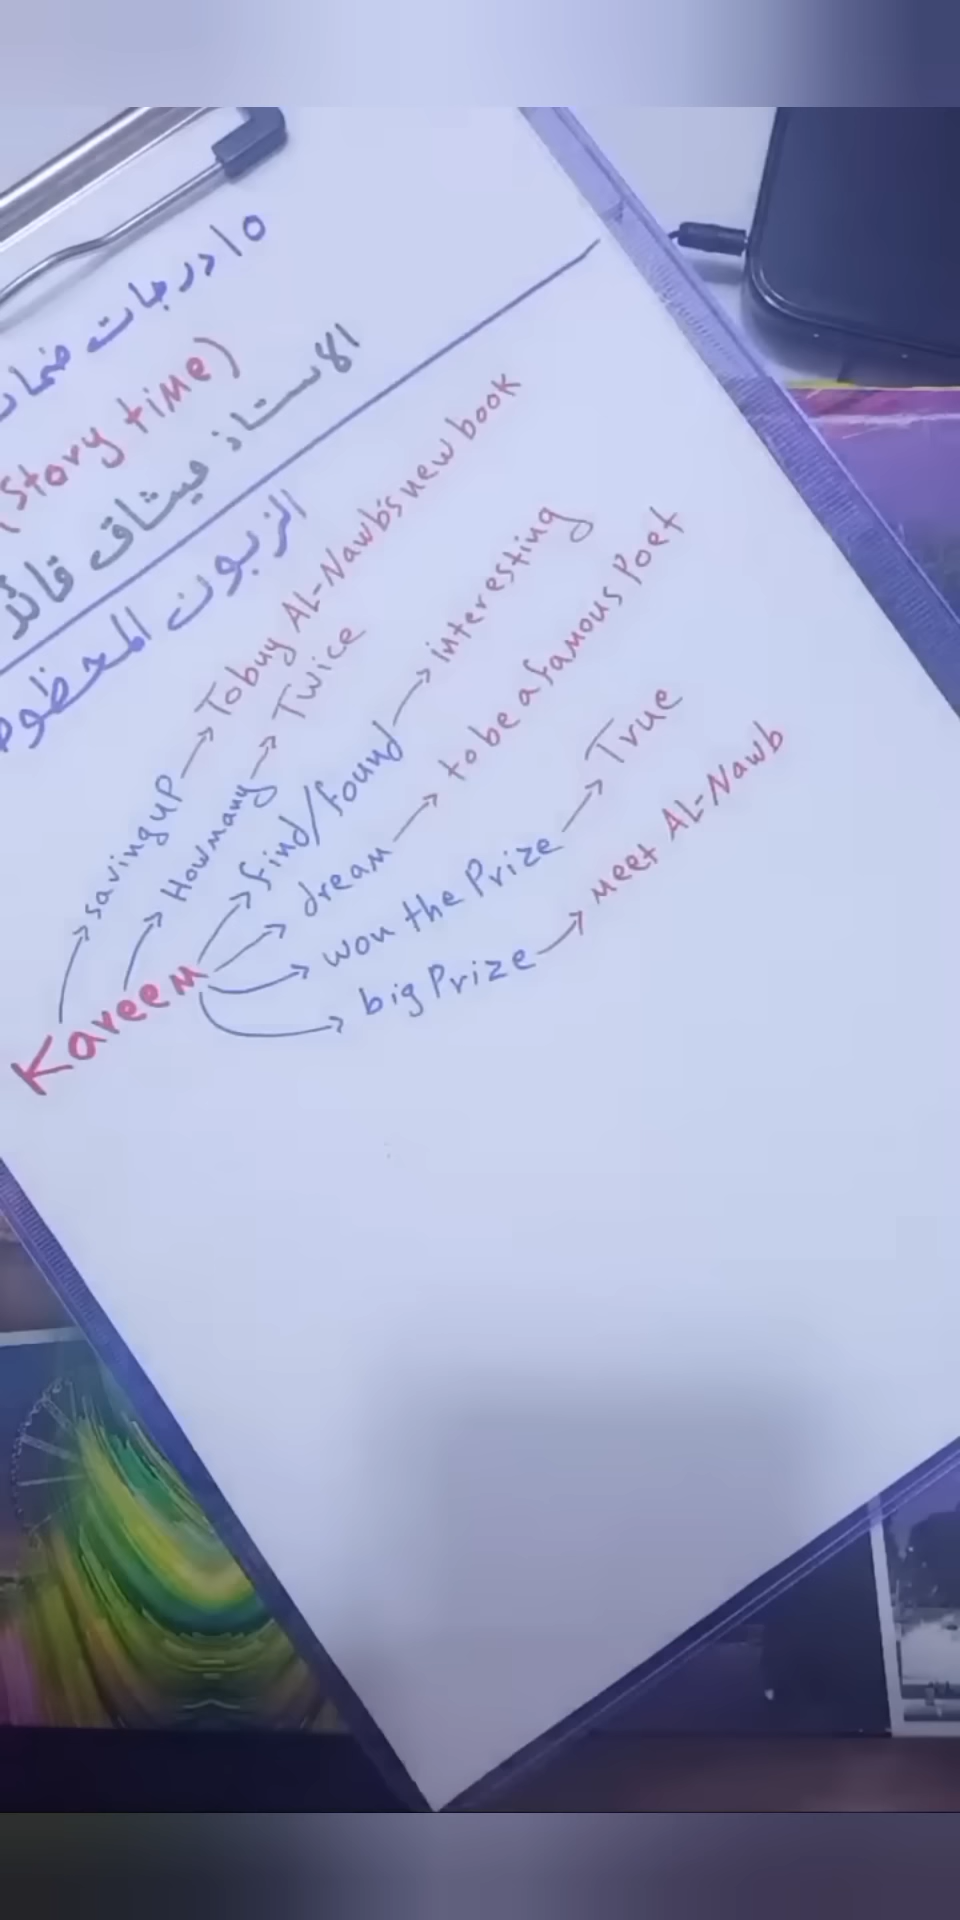 ١٥ درجات
(Story time)
الاستاذ ميثاق قائد
الزبون المحظوظ
Kareem
saving up → To buy AL-Nawb's new book
How many → Twice
find/found → interesting
dream → to be a famous Poet
won the Prize → True
big Prize → meet AL-Nawb